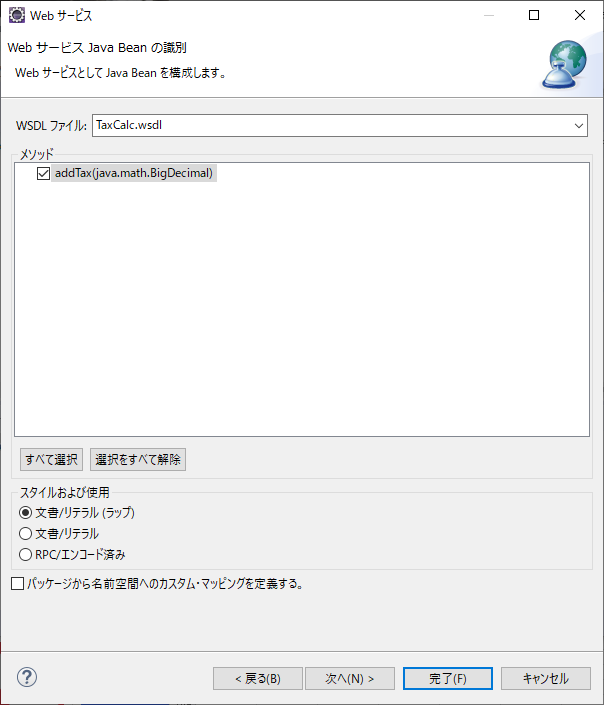 Web サービス
Web サービス Java Bean の識別
Web サービスとして Java Bean を構成します。
WSDL ファイル: TaxCalc.wsdl
メソッド
addTax(java.math.BigDecimal)
すべて選択 選択をすべて解除
スタイルおよび使用
文書/リテラル (ラップ)
文書/リテラル
RPC/エンコード済み
パッケージから名前空間へのカスタム・マッピングを定義する。
? < 戻る(B) 次へ(N) > 完了(F) キャンセル